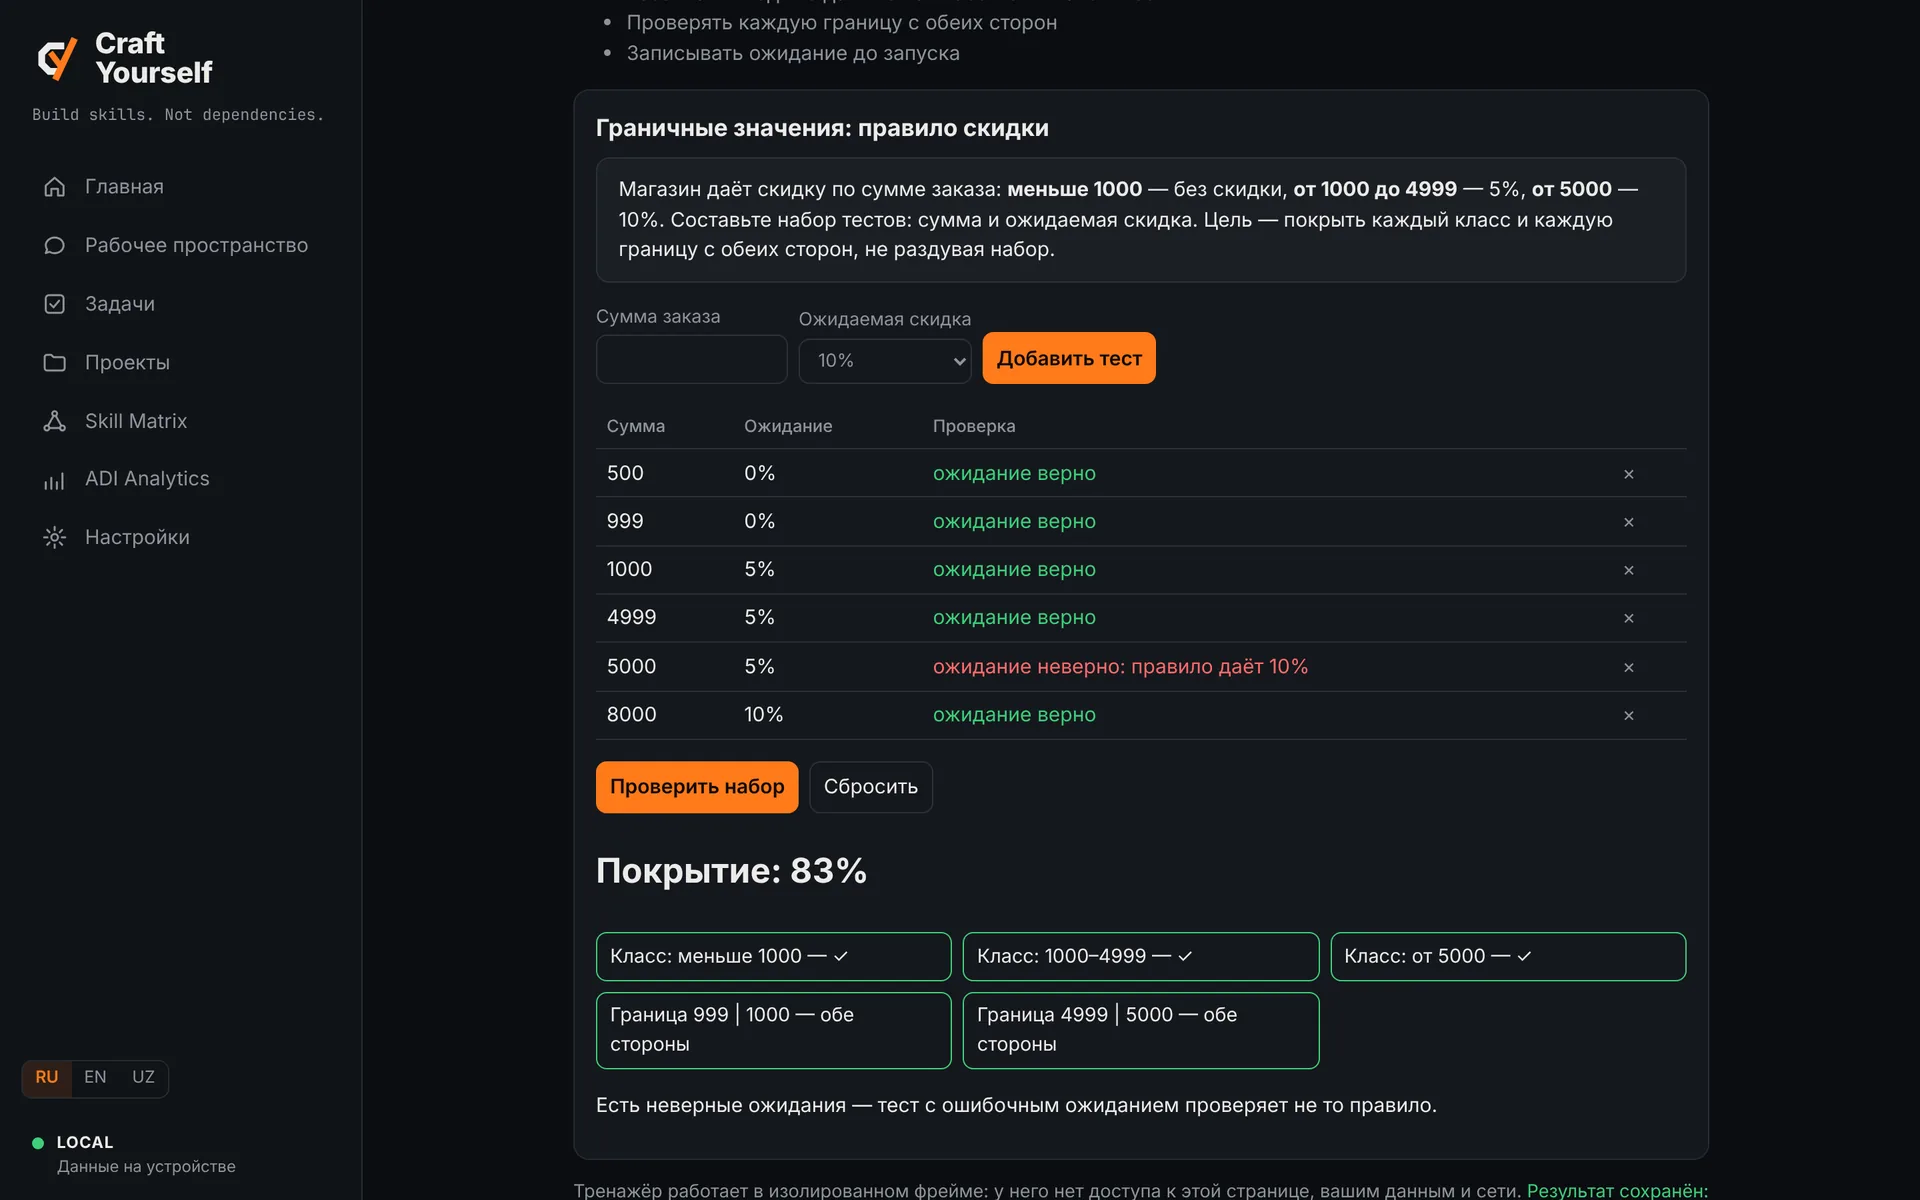 Craft
Yourself
Build skills. Not dependencies.
Главная
Рабочее пространство
Задачи
Проекты
Skill Matrix
ADI Analytics
Настройки
RU EN UZ
LOCAL
Данные на устройстве
Проверять каждую границу с обеих сторон
Записывать ожидание до запуска
Граничные значения: правило скидки
Магазин даёт скидку по сумме заказа: меньше 1000 — без скидки, от 1000 до 4999 — 5%, от 5000 —
10%. Составьте набор тестов: сумма и ожидаемая скидка. Цель — покрыть каждый класс и каждую
границу с обеих сторон, не раздувая набор.
Сумма заказа Ожидаемая скидка
10% Добавить тест
Сумма Ожидание Проверка
500 0% ожидание верно ×
999 0% ожидание верно ×
1000 5% ожидание верно ×
4999 5% ожидание верно ×
5000 5% ожидание неверно: правило даёт 10% ×
8000 10% ожидание верно ×
Проверить набор Сбросить
Покрытие: 83%
Класс: меньше 1000 — ✓ Класс: 1000–4999 — ✓ Класс: от 5000 — ✓
Граница 999 | 1000 — обе
стороны
Граница 4999 | 5000 — обе
стороны
Есть неверные ожидания — тест с ошибочным ожиданием проверяет не то правило.
Тренажёр работает в изолированном фрейме: у него нет доступа к этой странице, вашим данным и сети. Результат сохранён: